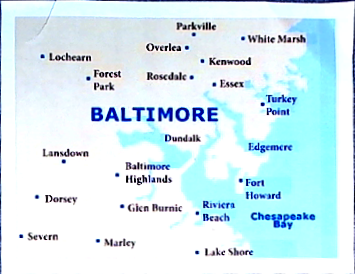 Parkville
White Marsh
Overlea
Lochearn
Kenwood
Forest
Park
Rosedale
Essex
Turkey
Point
BALTIMORE
Dundalk
Edgemere
Lansdown
Baltimore
Highlands
Fort
Howard
Dorsey
Glen Burnic
Riviera
Beach
Chesapeake
Bay
Severn
Marley
Lake Shore